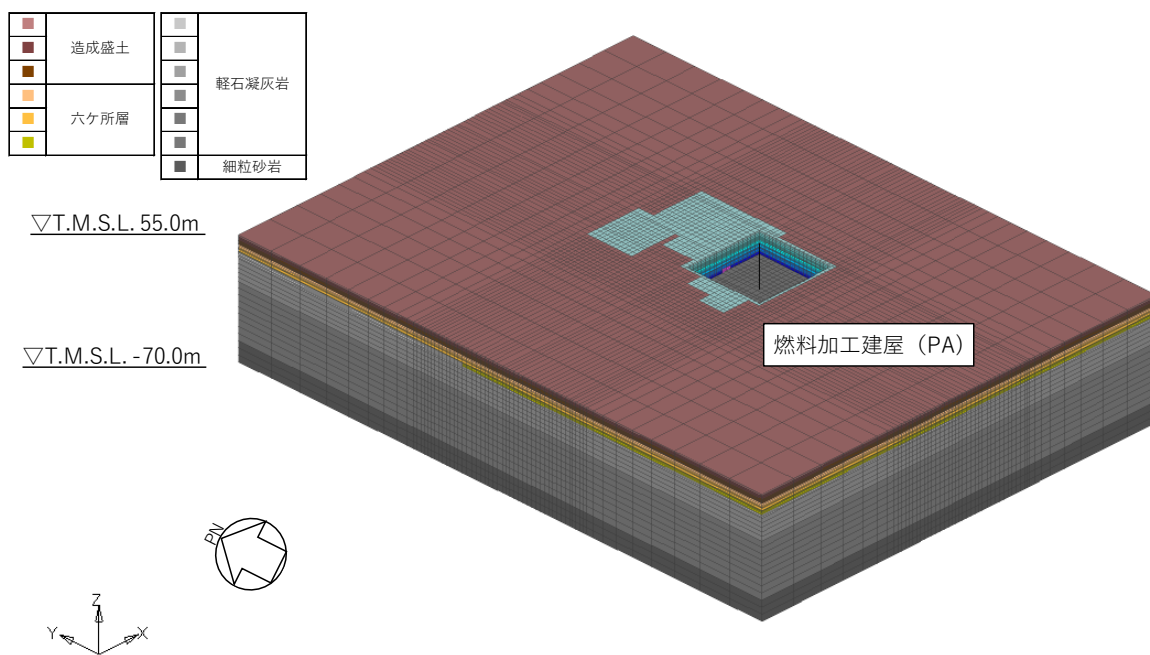 造成盛土
六ケ所層
軽石凝灰岩
細粒砂岩
▽T.M.S.L. 55.0m
▽T.M.S.L. -70.0m
燃料加工建屋（PA）
PN
Z
Y
X